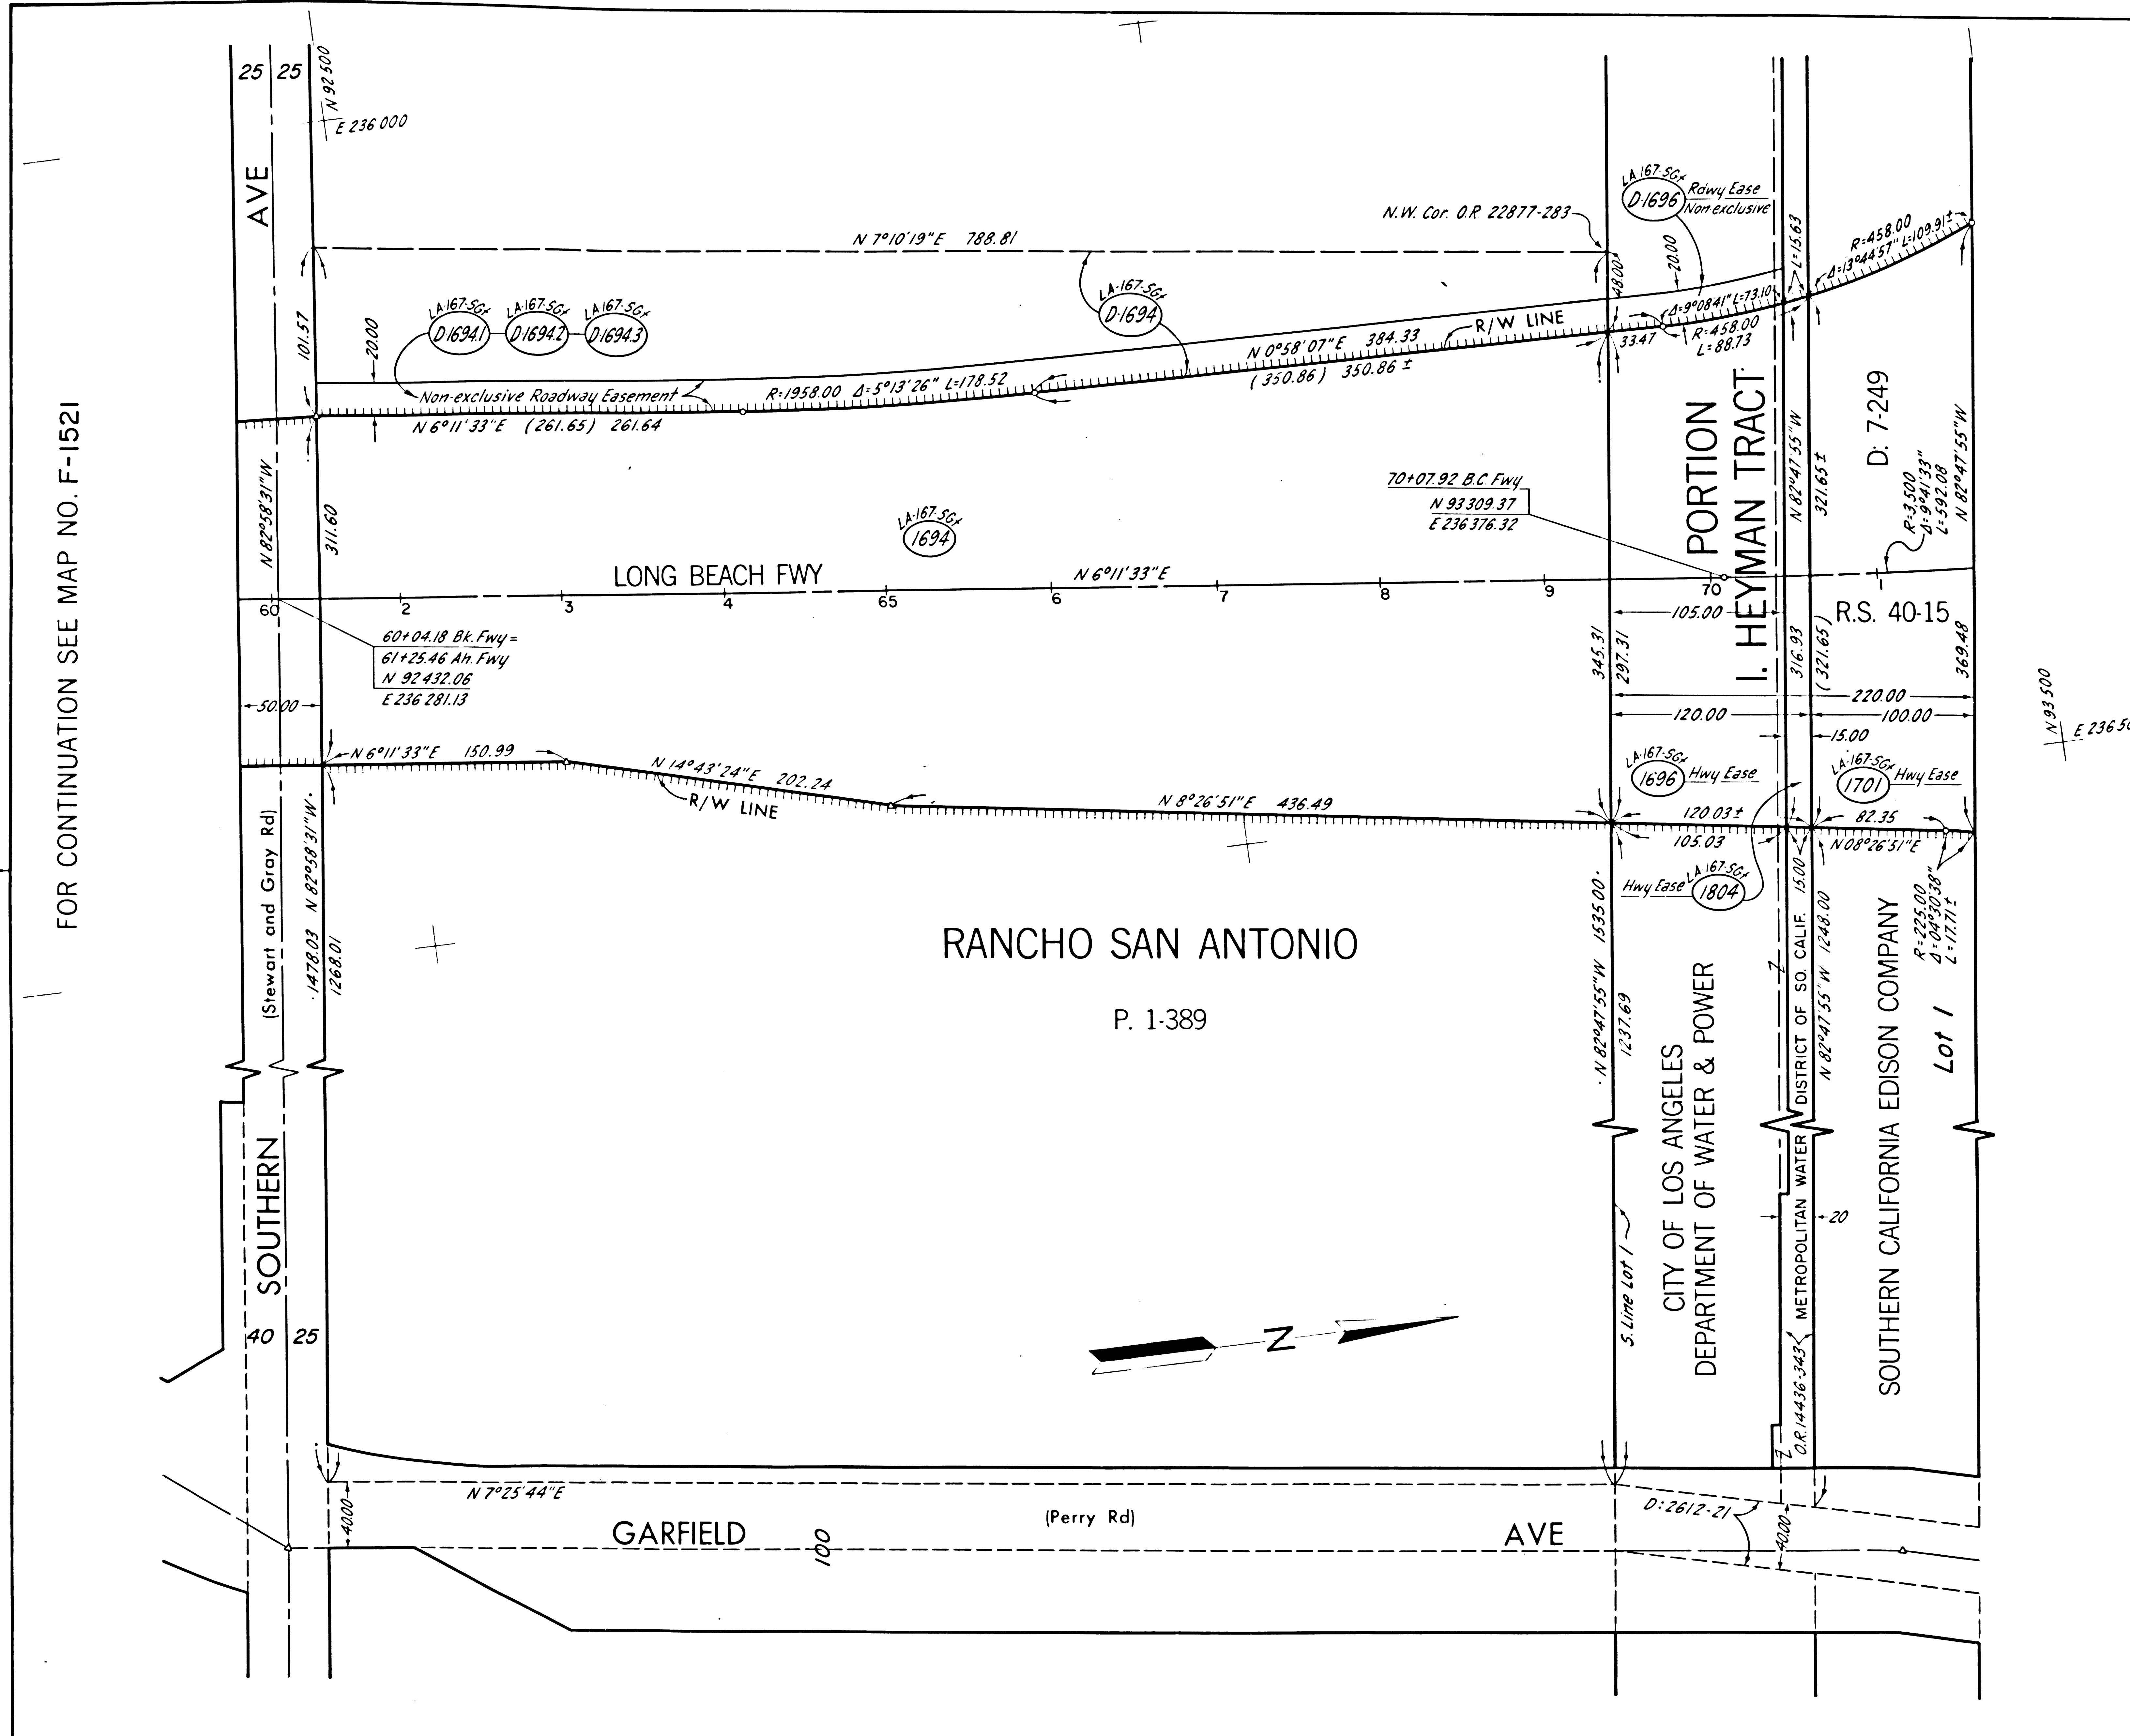 FOR CONTINUATION SEE MAP NO. F-1521
25 25
AVE
N 92 500
E 236 000
N 7°10'19"E 788.81
N.W. Cor. O.R 22877-283
LA 167-SGx
D-1696
Rdwy Ease
Non exclusive
20.00
48.00
L=15.63
R=458.00
Δ=13°44'57" L=109.91±
101.57
20.00
LA-167-SGx
D-1694.1
LA-167-SGx
D-1694.2
LA-167-SGx
D-1694.3
LA-167-SGx
D-1694
Non-exclusive Roadway Easement
R=1958.00 Δ=5°13'26" L=178.52
N 6°11'33"E (261.65) 261.64
N 0°58'07"E 384.33
(350.86) 350.86 ±
R/W LINE
33.47
Δ=9°08'41" L=73.10
R=458.00
L=88.73
N 82°58'31"W
311.60
LA-167-SGx
1694
LONG BEACH FWY
N 6°11'33"E
70+07.92 B.C. Fwy
N 93 309.37
E 236 376.32
PORTION
I. HEYMAN TRACT
N 82°47'55"W
321.65 ±
D: 7-249
R=3,500
Δ=9°41'33"
L=592.08
N 82°47'55"W
60 2 3 4 65 6 7 8 9 70
60+04.18 Bk. Fwy =
61+25.46 Ah. Fwy
N 92 432.06
E 236 281.13
50.00
105.00
R.S. 40-15
345.31
297.31
316.93
(321.65)
369.48
220.00
120.00
100.00
15.00
N 93 500
N 6°11'33"E 150.99
N 14°43'24"E 202.24
R/W LINE
N 8°26'51"E 436.49
LA-167-SGx
1696
Hwy Ease
LA-167-SGx
1701
Hwy Ease
120.03 ±
105.03
82.35
N 08°26'51"E
Hwy Ease
LA 167-SGx
1804
15.00
R=225.00
Δ=04°30'38"
L=17.71±
(Stewart and Gray Rd)
1478.03 N 82°58'31"W
1268.01
RANCHO SAN ANTONIO
P. 1-389
N 82°47'55"W 1535.00
1237.69
N 82°47'55"W 1248.00
CITY OF LOS ANGELES
DEPARTMENT OF WATER & POWER
METROPOLITAN WATER DISTRICT OF SO. CALIF.
SOUTHERN CALIFORNIA EDISON COMPANY
Lot 1
SOUTHERN
40 25
S. Line Lot 1
20
O.R. 14436-343
N
N 7°25'44"E
40.00
GARFIELD
100
(Perry Rd)
AVE
D: 2612-21
40.00